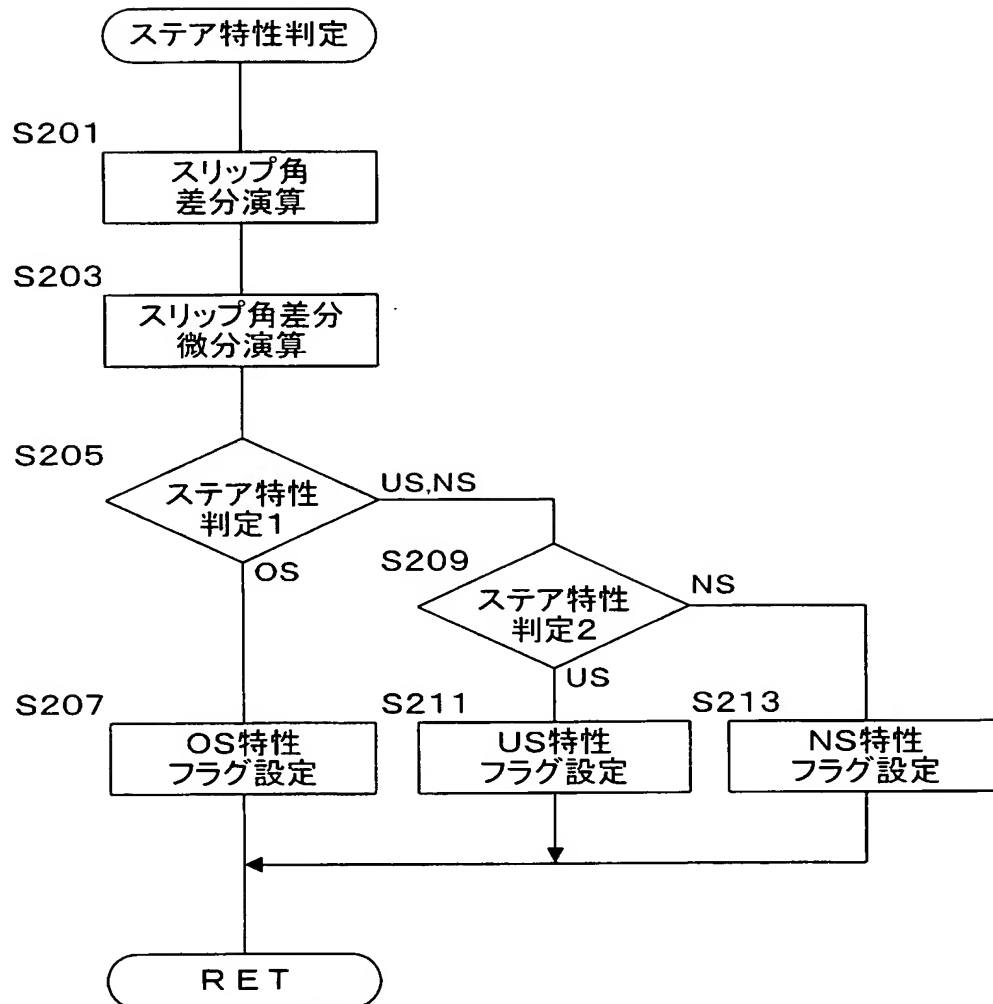 ステア特性判定
S201
スリップ角
差分演算
S203
スリップ角差分
微分演算
S205
ステア特性
判定1
US,NS
OS
S209
ステア特性
判定2
NS
US
S207
OS特性
フラグ設定
S211
US特性
フラグ設定
S213
NS特性
フラグ設定
RET